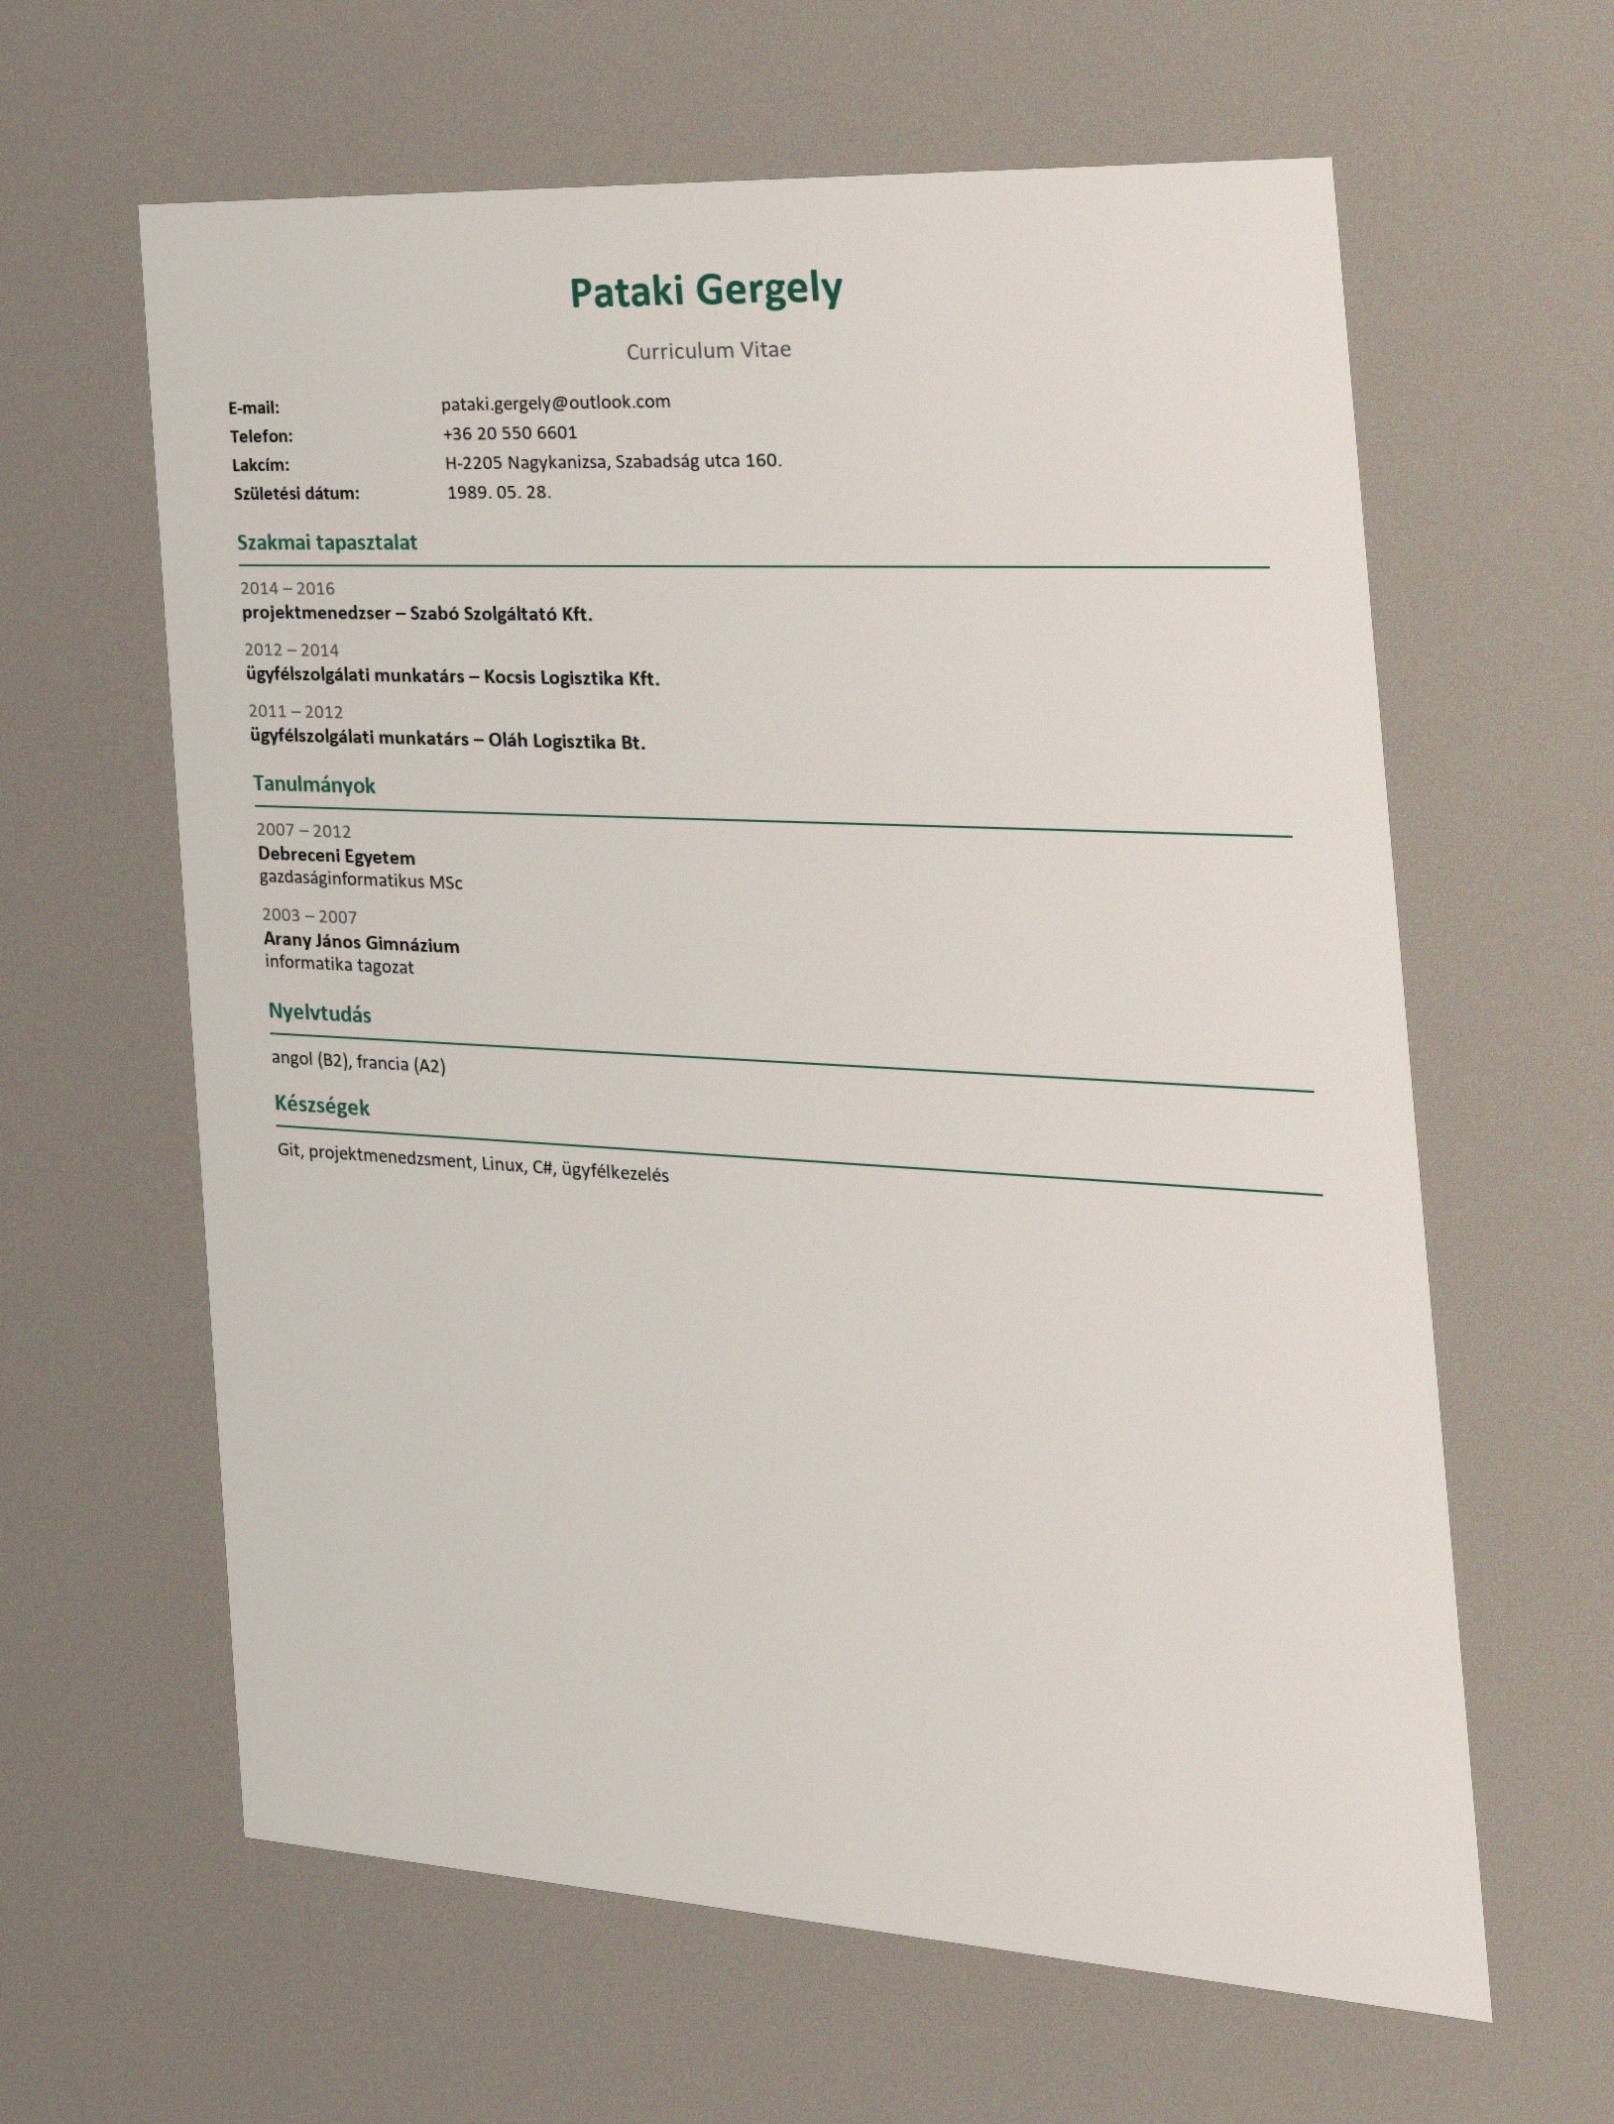 Pataki Gergely
Curriculum Vitae
E-mail: pataki.gergely@outlook.com
Telefon: +36 20 550 6601
Lakcím: H-2205 Nagykanizsa, Szabadság utca 160.
Születési dátum: 1989. 05. 28.
Szakmai tapasztalat
2014 – 2016
projektmenedzser – Szabó Szolgáltató Kft.
2012 – 2014
ügyfélszolgálati munkatárs – Kocsis Logisztika Kft.
2011 – 2012
ügyfélszolgálati munkatárs – Oláh Logisztika Bt.
Tanulmányok
2007 – 2012
Debreceni Egyetem
gazdaságinformatikus MSc
2003 – 2007
Arany János Gimnázium
informatika tagozat
Nyelvtudás
angol (B2), francia (A2)
Készségek
Git, projektmenedzsment, Linux, C#, ügyfélkezelés